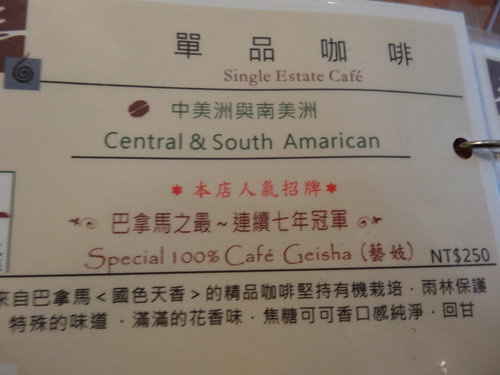 單品咖啡
Single Estate Café
中美洲與南美洲
Central & South Amarican
* 本店人氣招牌 *
巴拿馬之最~連續七年冠軍
Special 100% Café Geisha (藝妓) NT$250
來自巴拿馬<國色天香>的精品咖啡堅持有機栽培﹒雨林保護
特殊的味道﹒滿滿的花香味﹒焦糖可可香口感純淨﹒回甘